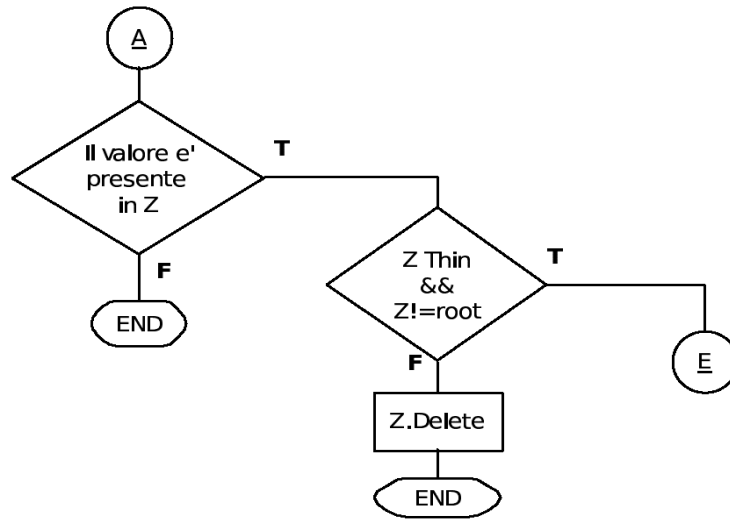 A
Il valore e'
presente
in Z
T
F
END
Z Thin
&&
Z!=root
T
F
E
Z.Delete
END